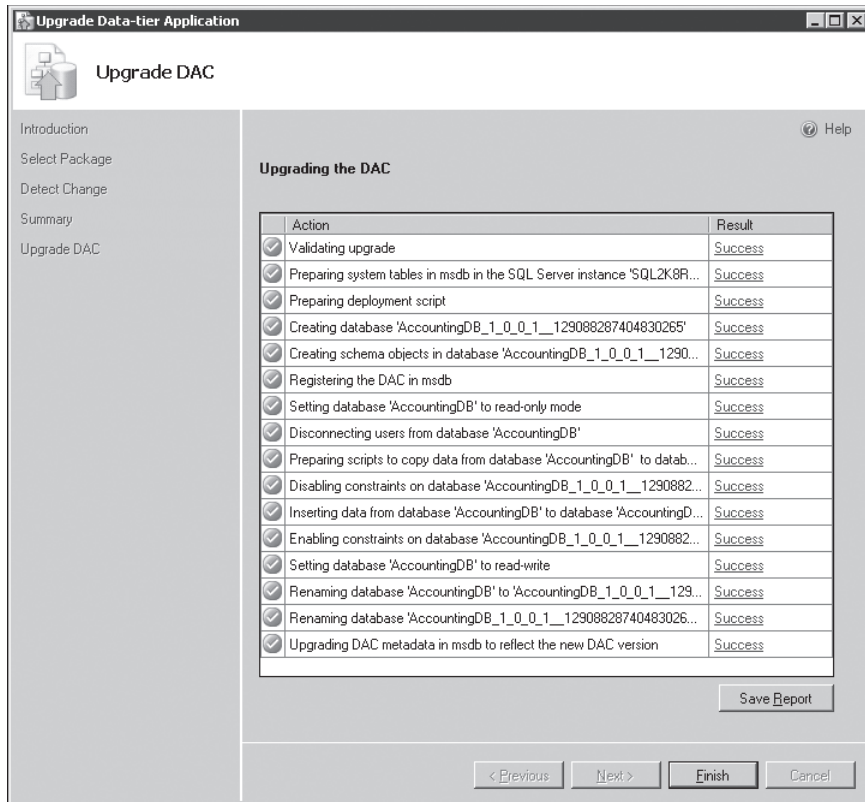 Upgrade Data-tier Application
Upgrade DAC
Introduction
Select Package
Detect Change
Summary
Upgrade DAC
Help
Upgrading the DAC
Action Result
Validating upgrade Success
Preparing system tables in msdb in the SQL Server instance 'SQL2K8R... Success
Preparing deployment script Success
Creating database 'AccountingDB_1_0_0_1__129088287404830265' Success
Creating schema objects in database 'AccountingDB_1_0_0_1__1290... Success
Registering the DAC in msdb Success
Setting database 'AccountingDB' to read-only mode Success
Disconnecting users from database 'AccountingDB' Success
Preparing scripts to copy data from database 'AccountingDB' to datab... Success
Disabling constraints on database 'AccountingDB_1_0_0_1__1290882... Success
Inserting data from database 'AccountingDB' to database 'AccountingD... Success
Enabling constraints on database 'AccountingDB_1_0_0_1__1290882... Success
Setting database 'AccountingDB' to read-write Success
Renaming database 'AccountingDB' to 'AccountingDB_1_0_0_1__129... Success
Renaming database 'AccountingDB_1_0_0_1__12908828740483026... Success
Upgrading DAC metadata in msdb to reflect the new DAC version Success
Save Report
< Previous Next > Finish Cancel